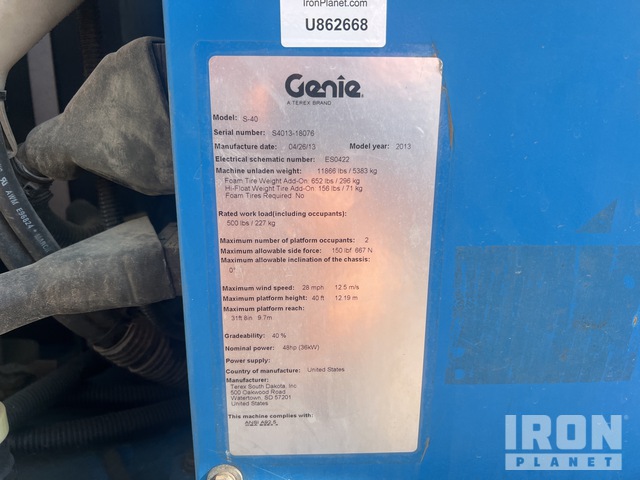 IronPlanet.com
U862668
Genie
A TEREX BRAND
Model: S-40
Serial number: S4013-18076
Manufacture date: 04/26/13 Model year: 2013
Electrical schematic number: ES0422
Machine unladen weight: 11866 lbs / 5383 kg
Foam Tire Weight Add-On: 652 lbs / 296 kg
Hi-Float Weight Tire Add-On: 156 lbs / 71 kg
Foam Tires Required: No
Rated work load(including occupants):
500 lbs / 227 kg
Maximum number of platform occupants: 2
Maximum allowable side force: 150 lbf 667 N
Maximum allowable inclination of the chassis:
0°
Maximum wind speed: 28 mph 12.5 m/s
Maximum platform height: 40 ft 12.19 m
Maximum platform reach:
31ft 8in 9.7m
Gradeability: 40 %
Nominal power: 48hp (36kW)
Power supply:
Country of manufacture: United States
Manufacturer:
Terex South Dakota, Inc
500 Oakwood Road
Watertown, SD 57201
United States
This machine complies with:
ANSI A92.5
AWM E98824
IRON
PLANET